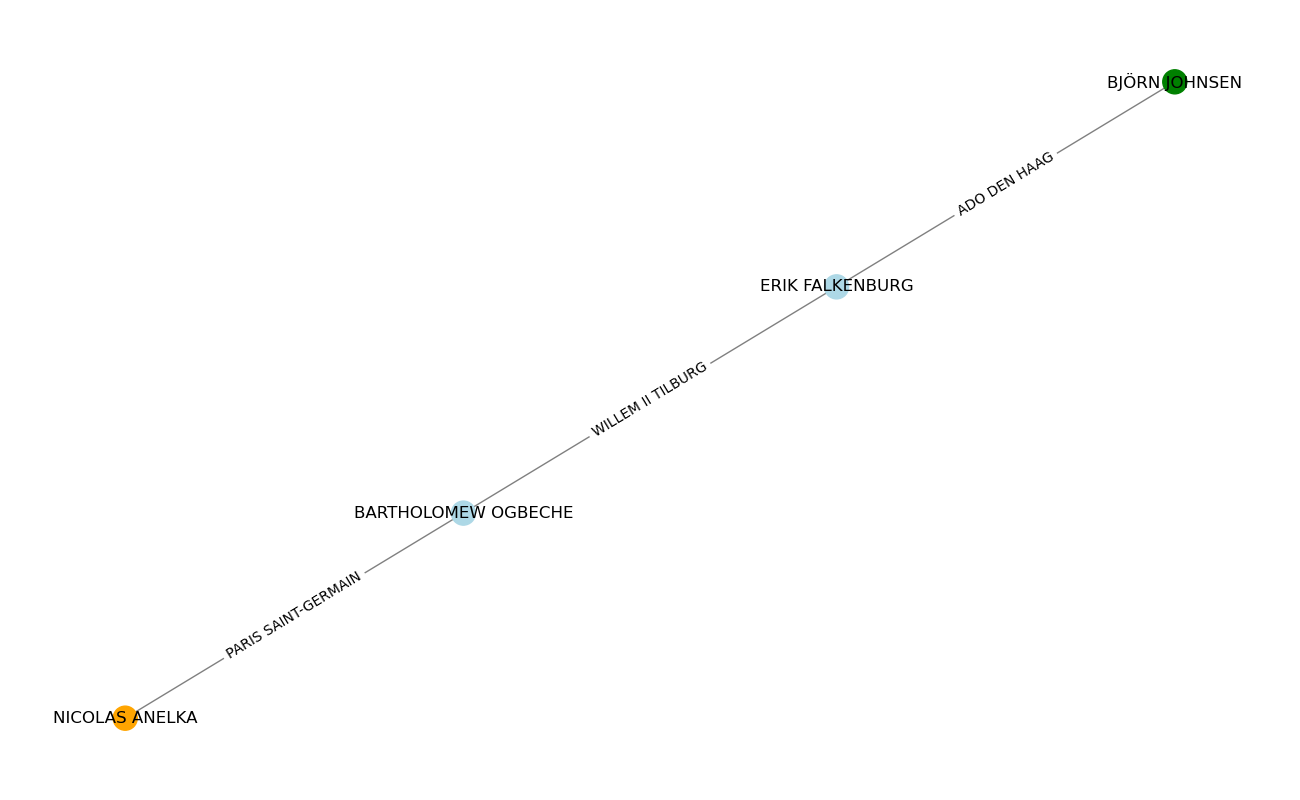 BJÖRN JOHNSEN
ADO DEN HAAG
ERIK FALKENBURG
WILLEM II TILBURG
BARTHOLOMEW OGBECHE
PARIS SAINT-GERMAIN
NICOLAS ANELKA